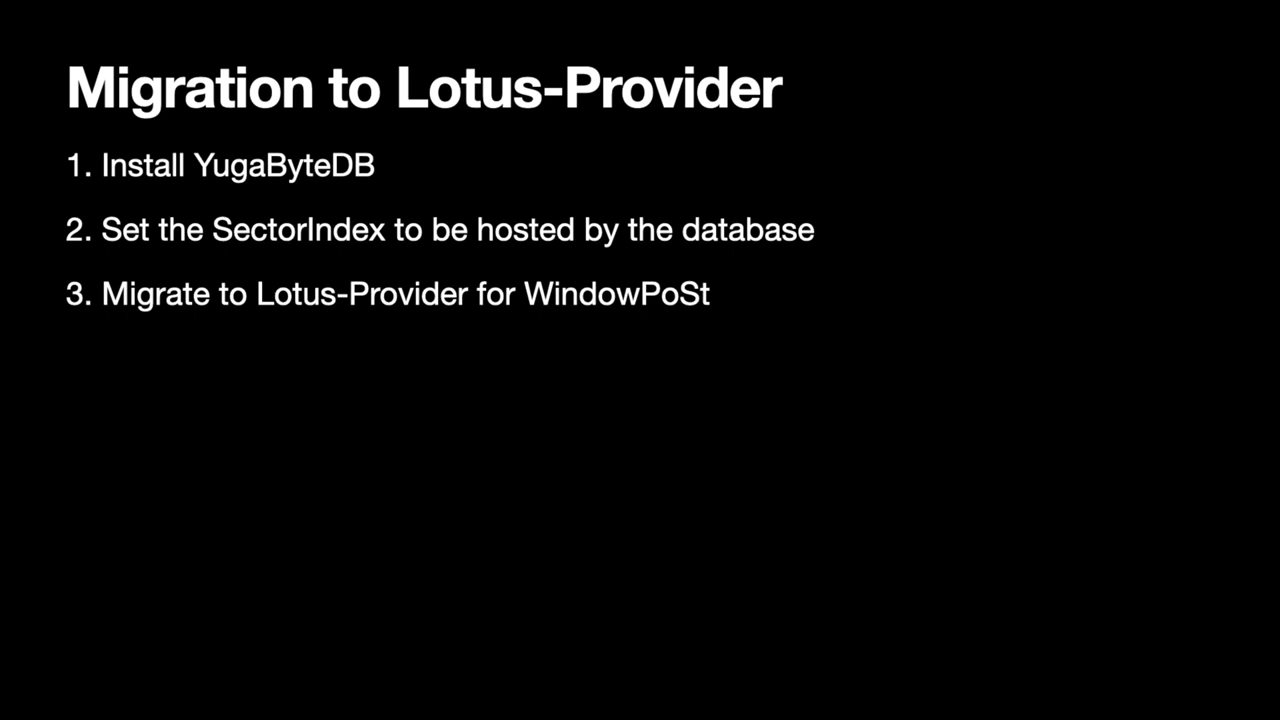 Migration to Lotus-Provider
1. Install YugaByteDB
2. Set the SectorIndex to be hosted by the database
3. Migrate to Lotus-Provider for WindowPoSt